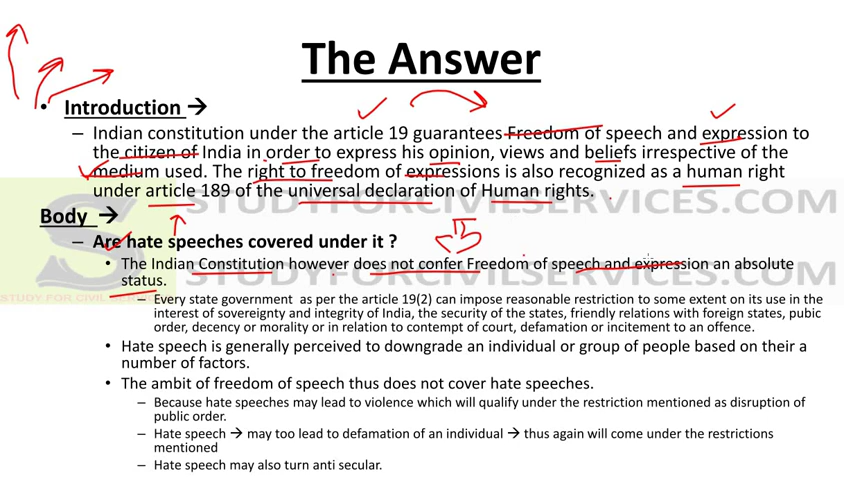 The Answer
• Introduction →
– Indian constitution under the article 19 guarantees Freedom of speech and expression to
the citizen of India in order to express his opinion, views and beliefs irrespective of the
medium used. The right to freedom of expressions is also recognized as a human right
under article 189 of the universal declaration of Human rights.
STUDYFORCIVILSERVICES.COM
Body →
– Are hate speeches covered under it ?
• The Indian Constitution however does not confer Freedom of speech and expression an absolute
status.
STUDYFORCIVILSERVICES.COM
– Every state government as per the article 19(2) can impose reasonable restriction to some extent on its use in the
interest of sovereignty and integrity of India, the security of the states, friendly relations with foreign states, pubic
order, decency or morality or in relation to contempt of court, defamation or incitement to an offence.
• Hate speech is generally perceived to downgrade an individual or group of people based on their a
number of factors.
• The ambit of freedom of speech thus does not cover hate speeches.
– Because hate speeches may lead to violence which will qualify under the restriction mentioned as disruption of
public order.
– Hate speech → may too lead to defamation of an individual → thus again will come under the restrictions
mentioned
– Hate speech may also turn anti secular.